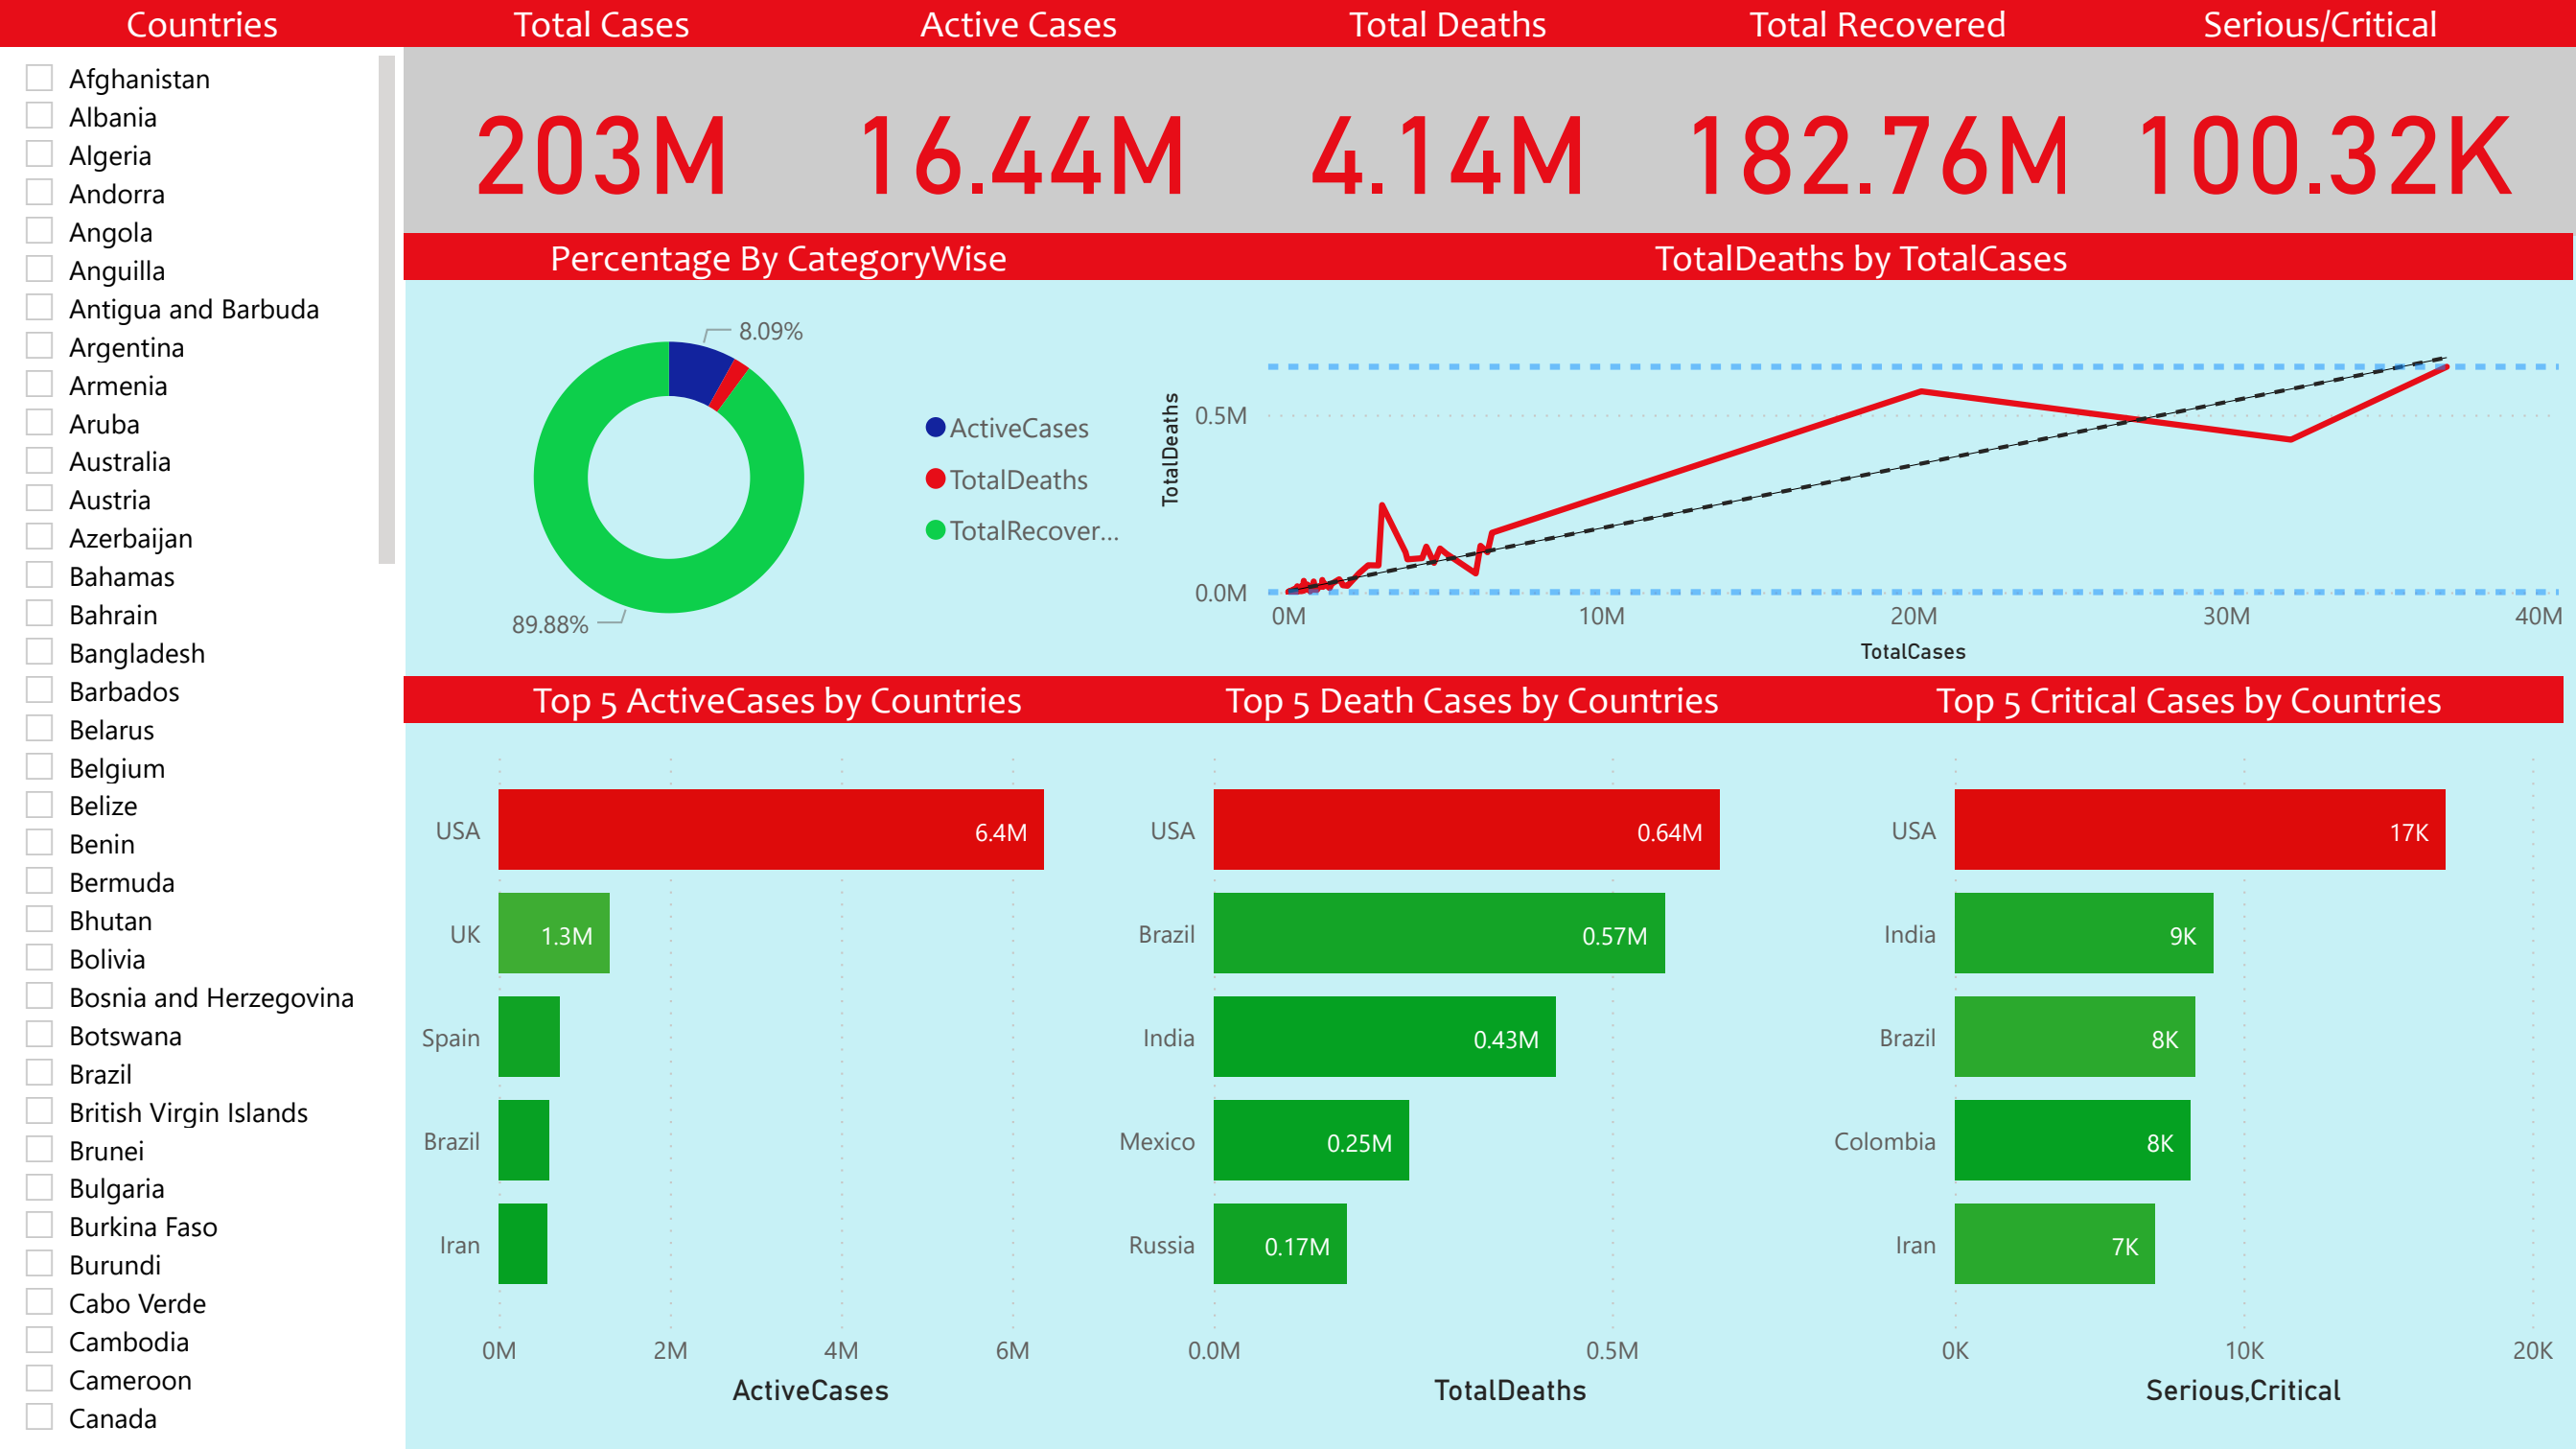 Countries
Total Cases
Active Cases
Total Deaths
Total Recovered
Serious/Critical
Afghanistan
Albania
Algeria
Andorra
Angola
Anguilla
Antigua and Barbuda
Argentina
Armenia
Aruba
Australia
Austria
Azerbaijan
Bahamas
Bahrain
Bangladesh
Barbados
Belarus
Belgium
Belize
Benin
Bermuda
Bhutan
Bolivia
Bosnia and Herzegovina
Botswana
Brazil
British Virgin Islands
Brunei
Bulgaria
Burkina Faso
Burundi
Cabo Verde
Cambodia
Cameroon
Canada
203M
16.44M
4.14M
182.76M
100.32K
Percentage By CategoryWise
8.09%
89.88%
ActiveCases
TotalDeaths
TotalRecover...
TotalDeaths by TotalCases
TotalDeaths
0.5M
0.0M
0M
10M
20M
30M
40M
TotalCases
Top 5 ActiveCases by Countries
USA
6.4M
UK
1.3M
Spain
Brazil
Iran
0M
2M
4M
6M
ActiveCases
Top 5 Death Cases by Countries
USA
0.64M
Brazil
0.57M
India
0.43M
Mexico
0.25M
Russia
0.17M
0.0M
0.5M
TotalDeaths
Top 5 Critical Cases by Countries
USA
17K
India
9K
Brazil
8K
Colombia
8K
Iran
7K
0K
10K
20K
Serious,Critical